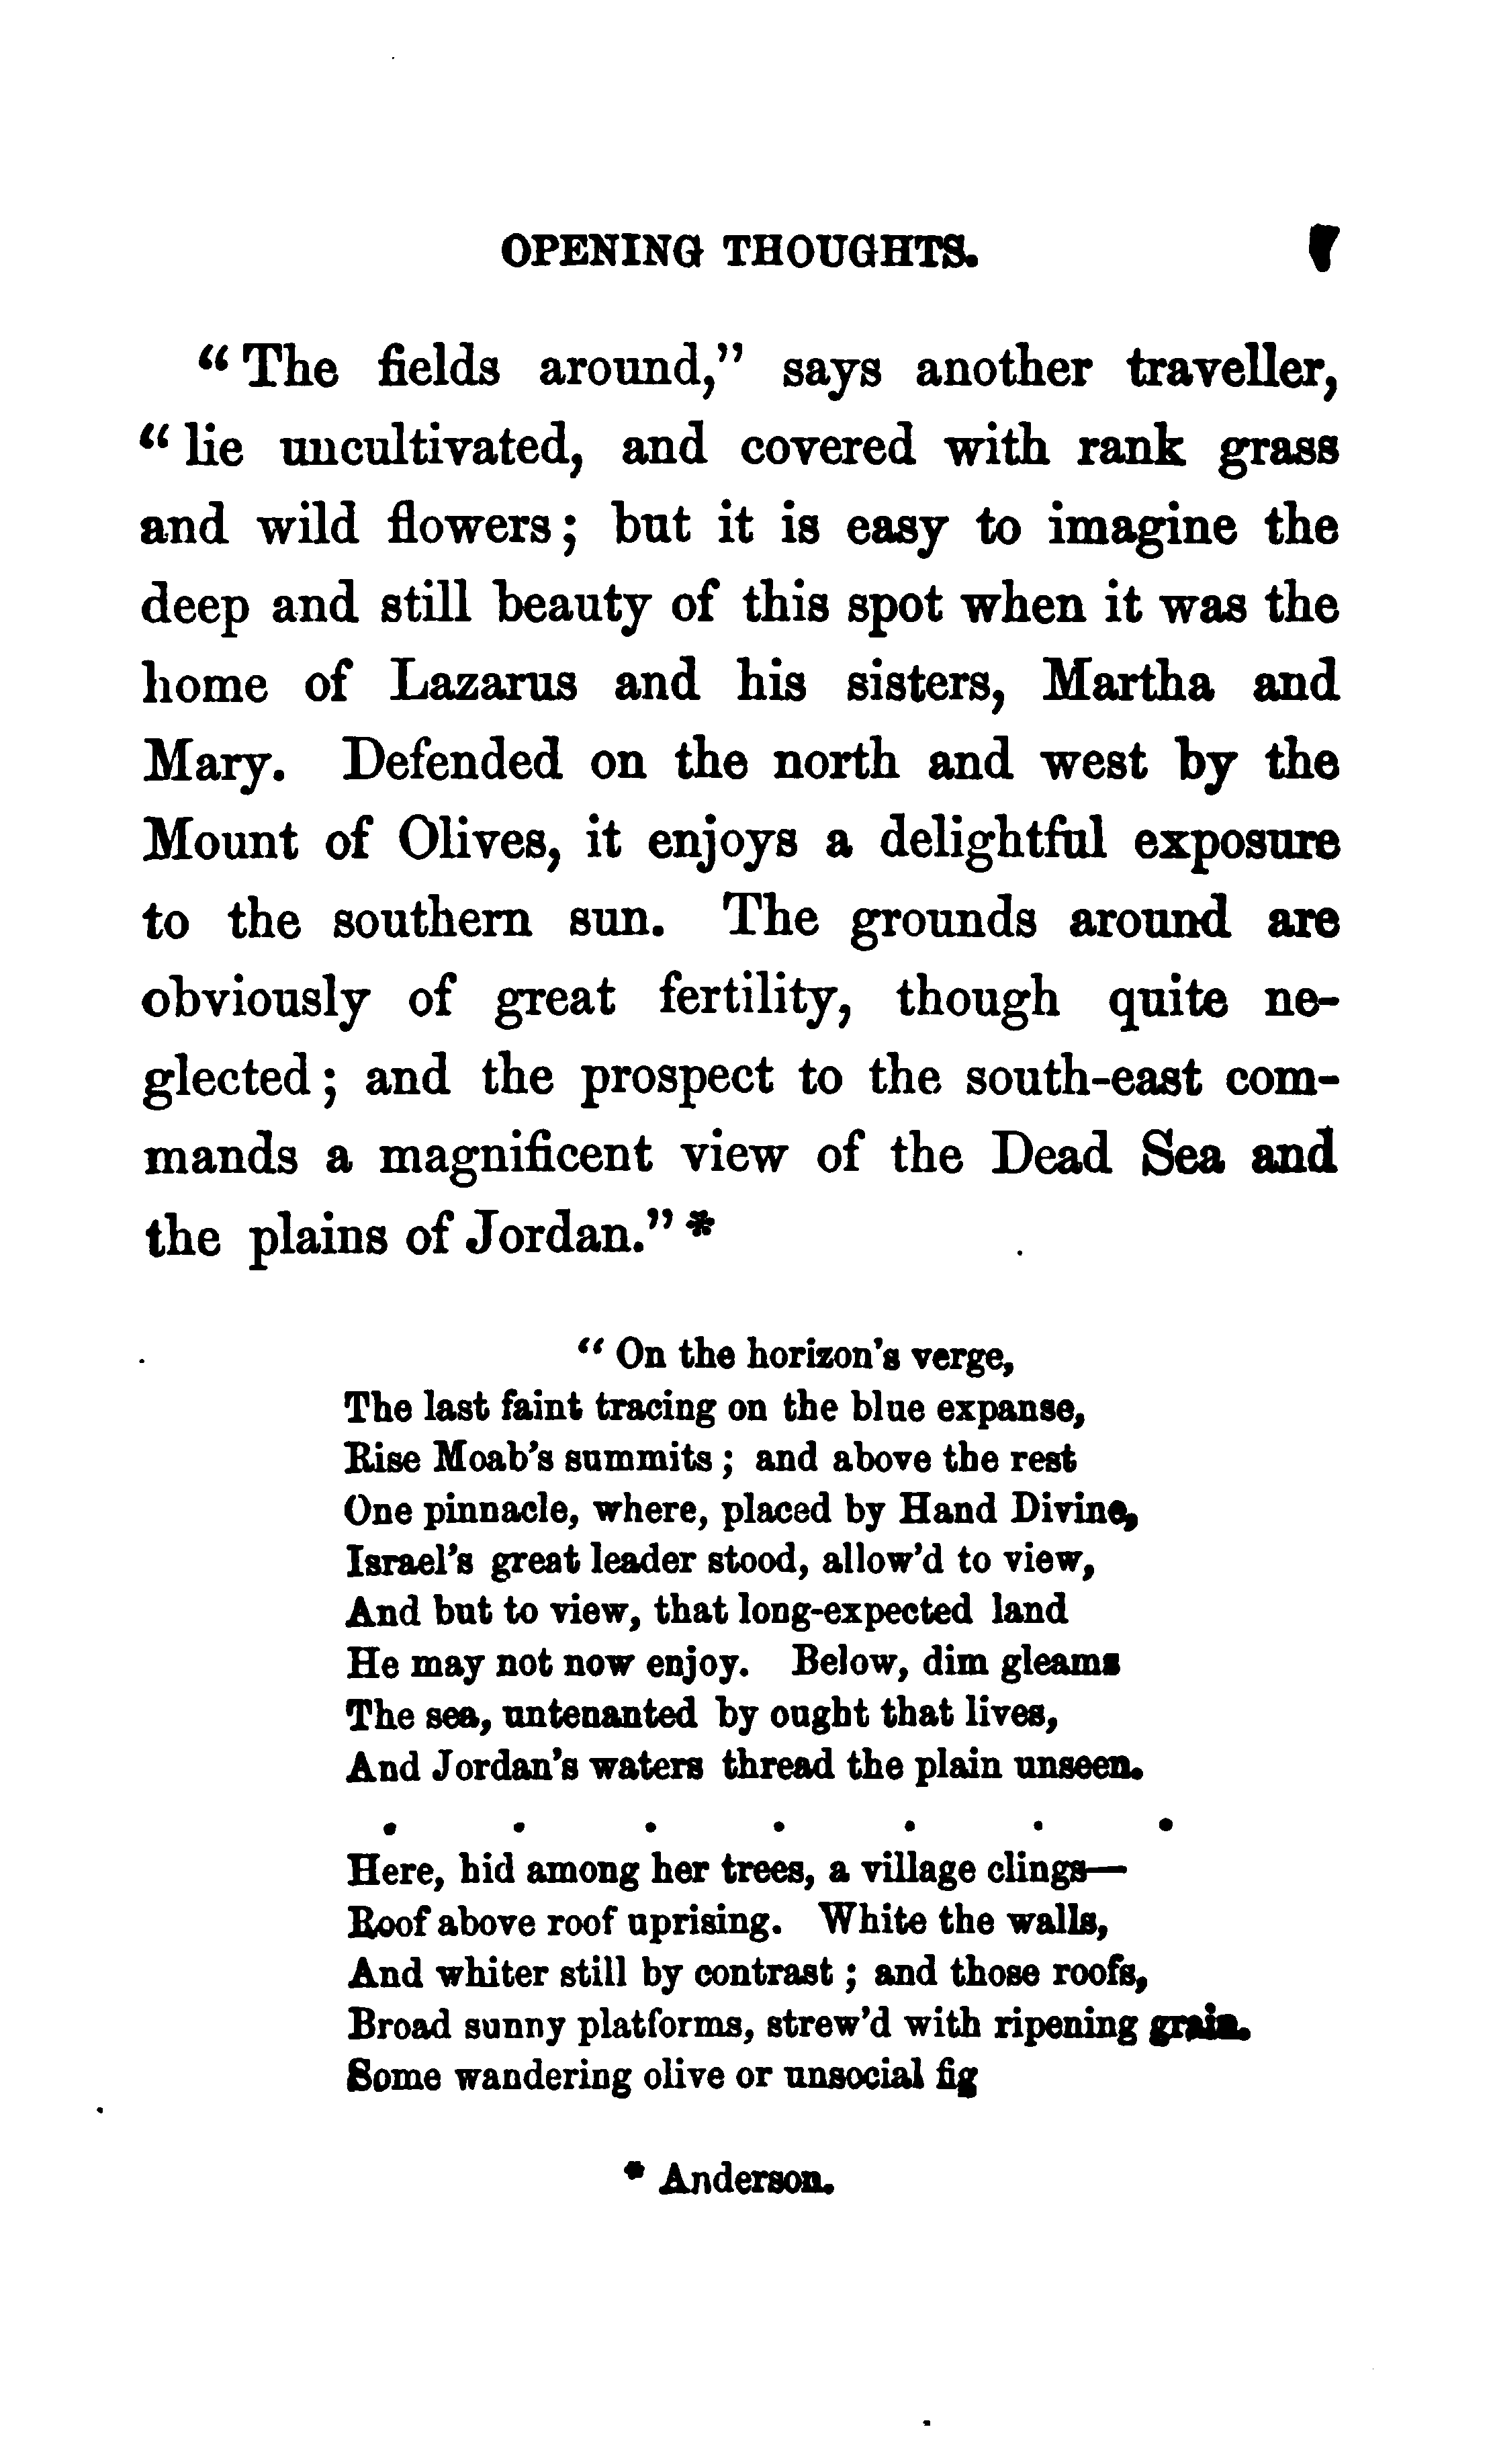 OPENING THOUGHTS. 7
“The fields around,” says another traveller,
“lie uncultivated, and covered with rank grass
and wild flowers; but it is easy to imagine the
deep and still beauty of this spot when it was the
home of Lazarus and his sisters, Martha and
Mary. Defended on the north and west by the
Mount of Olives, it enjoys a delightful exposure
to the southern sun. The grounds around are
obviously of great fertility, though quite ne-
glected; and the prospect to the south-east com-
mands a magnificent view of the Dead Sea and
the plains of Jordan.”*
“On the horizon’s verge,
The last faint tracing on the blue expanse,
Rise Moab’s summits; and above the rest
One pinnacle, where, placed by Hand Divine,
Israel’s great leader stood, allow’d to view,
And but to view, that long-expected land
He may not now enjoy. Below, dim gleams
The sea, untenanted by ought that lives,
And Jordan’s waters thread the plain unseen.
. . . . . . .
Here, hid among her trees, a village clings—
Roof above roof uprising. White the walls,
And whiter still by contrast; and those roofs,
Broad sunny platforms, strew’d with ripening grain.
Some wandering olive or unsocial fig
* Anderson.